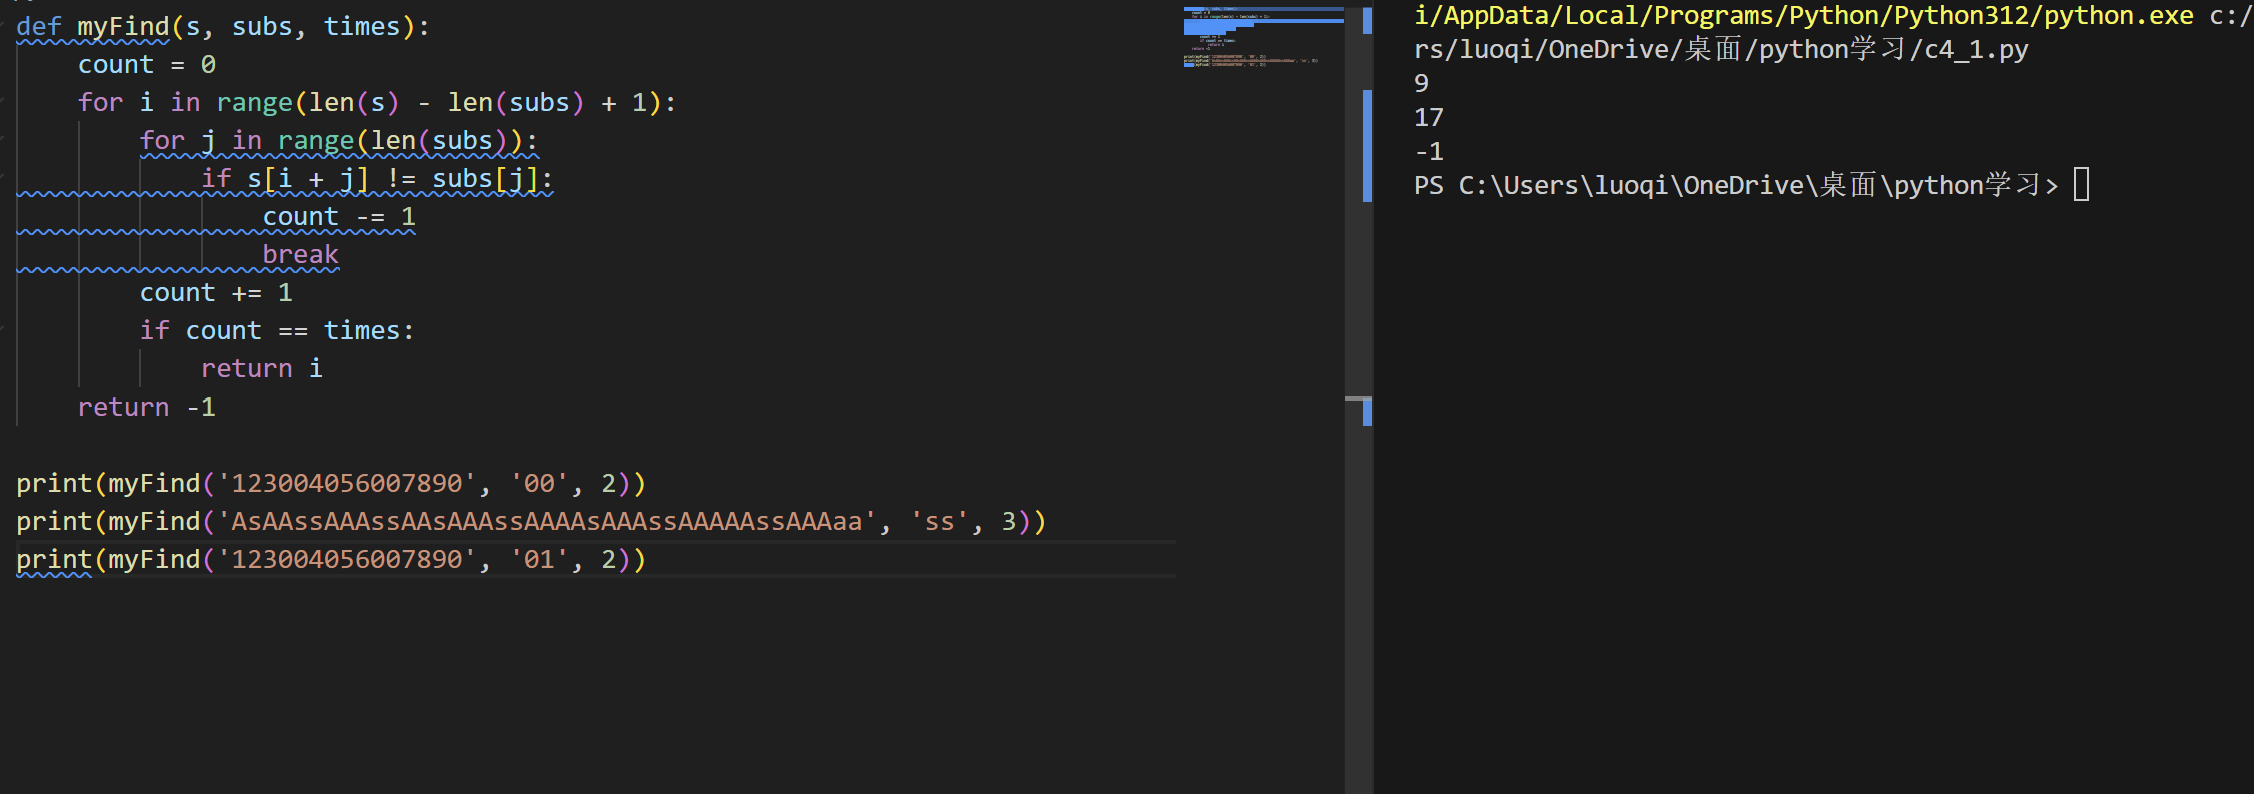 def myFind(s, subs, times):
    count = 0
    for i in range(len(s) - len(subs) + 1):
        for j in range(len(subs)):
            if s[i + j] != subs[j]:
                count -= 1
                break
        count += 1
        if count == times:
            return i
    return -1
print(myFind('123004056007890', '00', 2))
print(myFind('AsAAssAAAssAAsAAAssAAAAsAAAssAAAAAssAAAaa', 'ss', 3))
print(myFind('123004056007890', '01', 2))
i/AppData/Local/Programs/Python/Python312/python.exe c:/
rs/luoqi/OneDrive/桌面/python学习/c4_1.py
9
17
-1
PS C:\Users\luoqi\OneDrive\桌面\python学习>